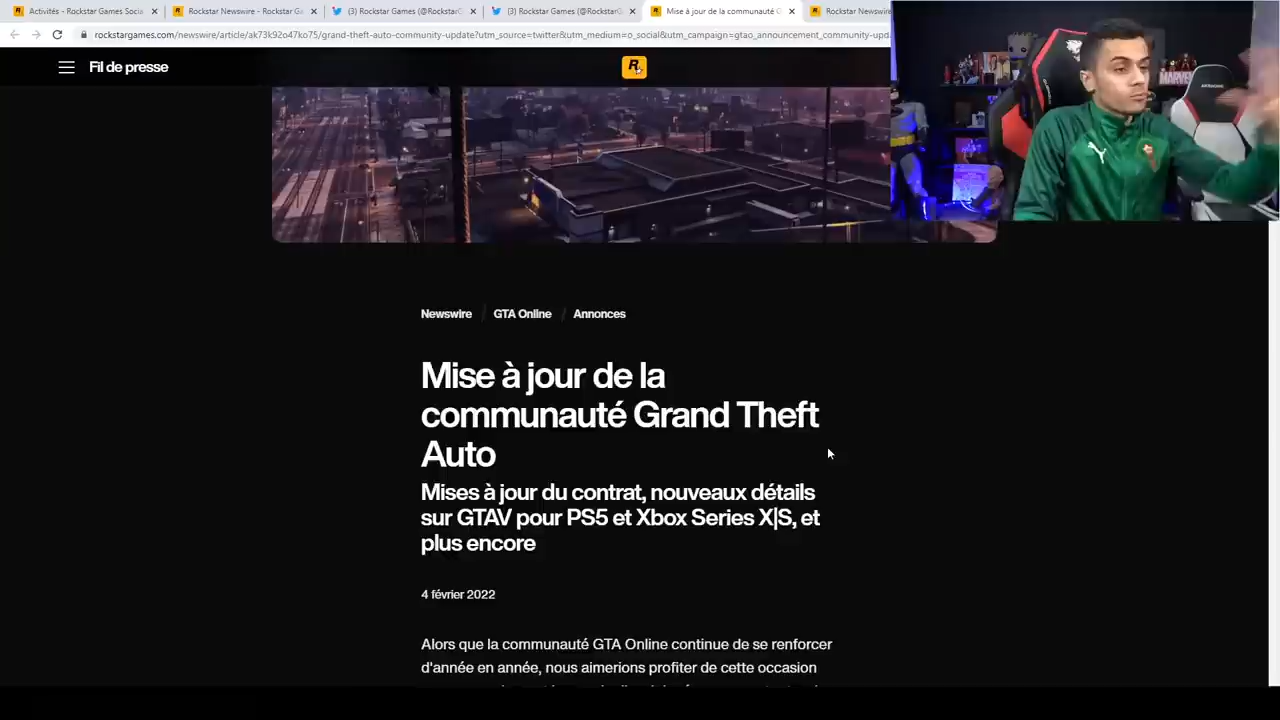 Activités - Rockstar Games Socia
Rockstar Newswire - Rockstar Ga
(3) Rockstar Games (@RockstarG
(3) Rockstar Games (@RockstarG
Mise à jour de la communauté G
Rockstar Newswire
rockstargames.com/newswire/article/ak73k92o47ko75/grand-theft-auto-community-update?utm_source=twitter&utm_medium=o_social&utm_campaign=gtao_announcement_community-upd
Fil de presse
MARVEL
Newswire / GTA Online / Annonces
Mise à jour de la
communauté Grand Theft
Auto
Mises à jour du contrat, nouveaux détails
sur GTAV pour PS5 et Xbox Series X|S, et
plus encore
4 février 2022
Alors que la communauté GTA Online continue de se renforcer
d'année en année, nous aimerions profiter de cette occasion